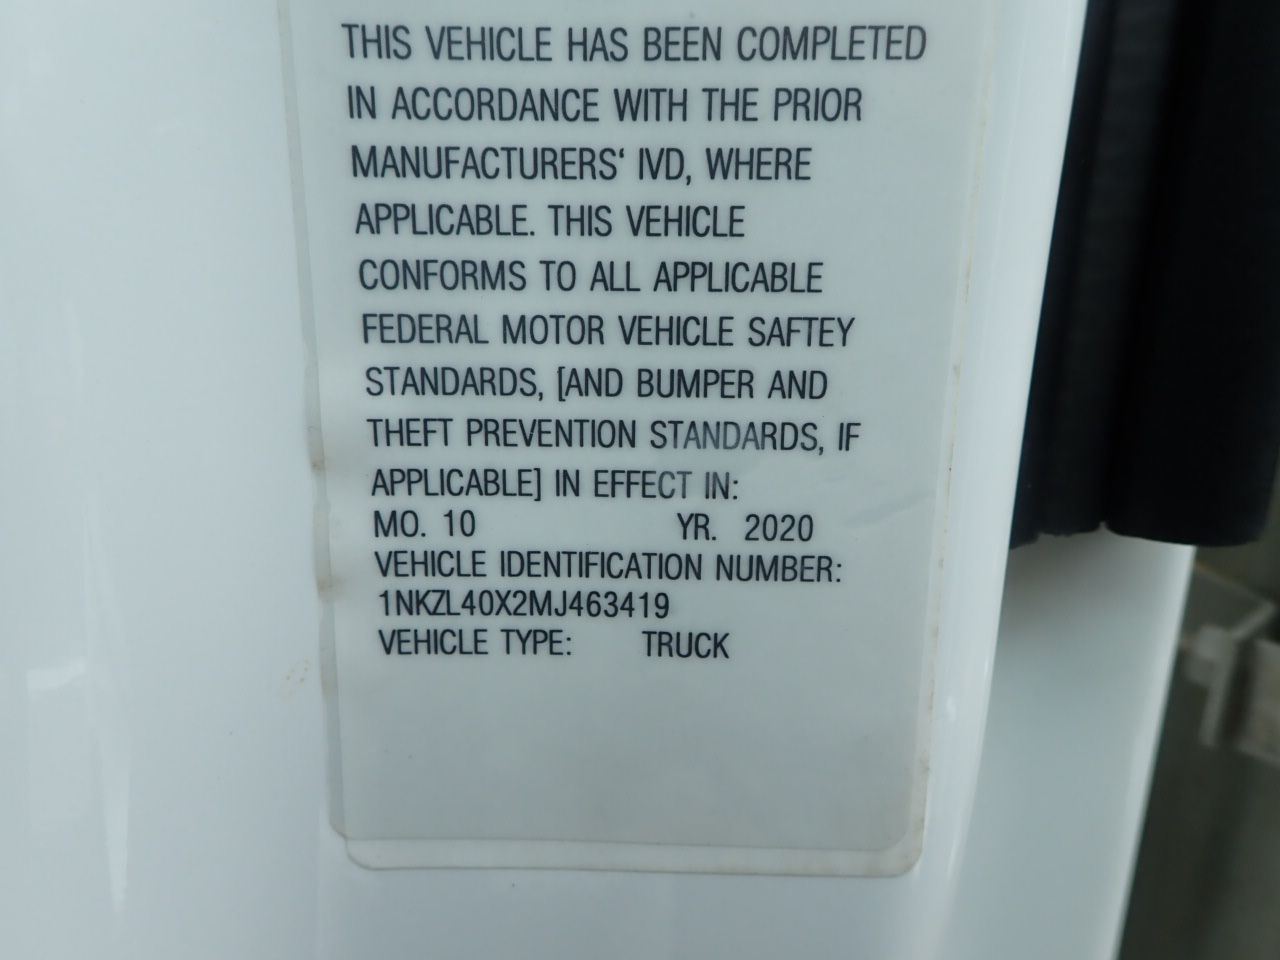 THIS VEHICLE HAS BEEN COMPLETED
IN ACCORDANCE WITH THE PRIOR
MANUFACTURERS‘ IVD, WHERE
APPLICABLE. THIS VEHICLE
CONFORMS TO ALL APPLICABLE
FEDERAL MOTOR VEHICLE SAFTEY
STANDARDS, [AND BUMPER AND
THEFT PREVENTION STANDARDS, IF
APPLICABLE] IN EFFECT IN:
MO. 10 YR. 2020
VEHICLE IDENTIFICATION NUMBER:
1NKZL40X2MJ463419
VEHICLE TYPE: TRUCK